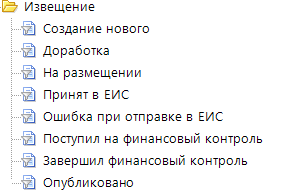 Извещение
Создание нового
Доработка
На размещении
Принят в ЕИС
Ошибка при отправке в ЕИС
Поступил на финансовый контроль
Завершил финансовый контроль
Опубликовано